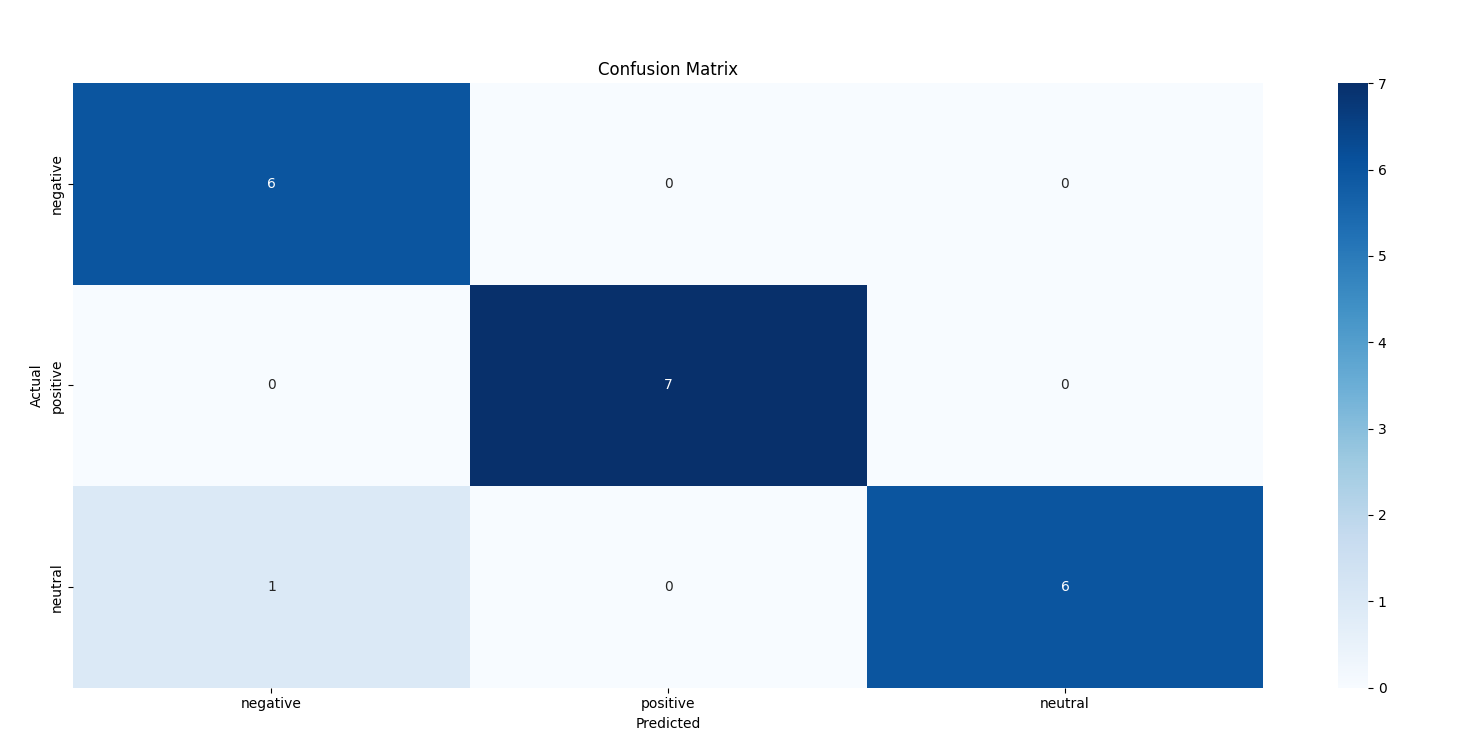 Confusion Matrix
negative
6
0
0
Actual
positive
0
7
0
neutral
1
0
6
negative
positive
neutral
Predicted
7
6
5
4
3
2
1
0